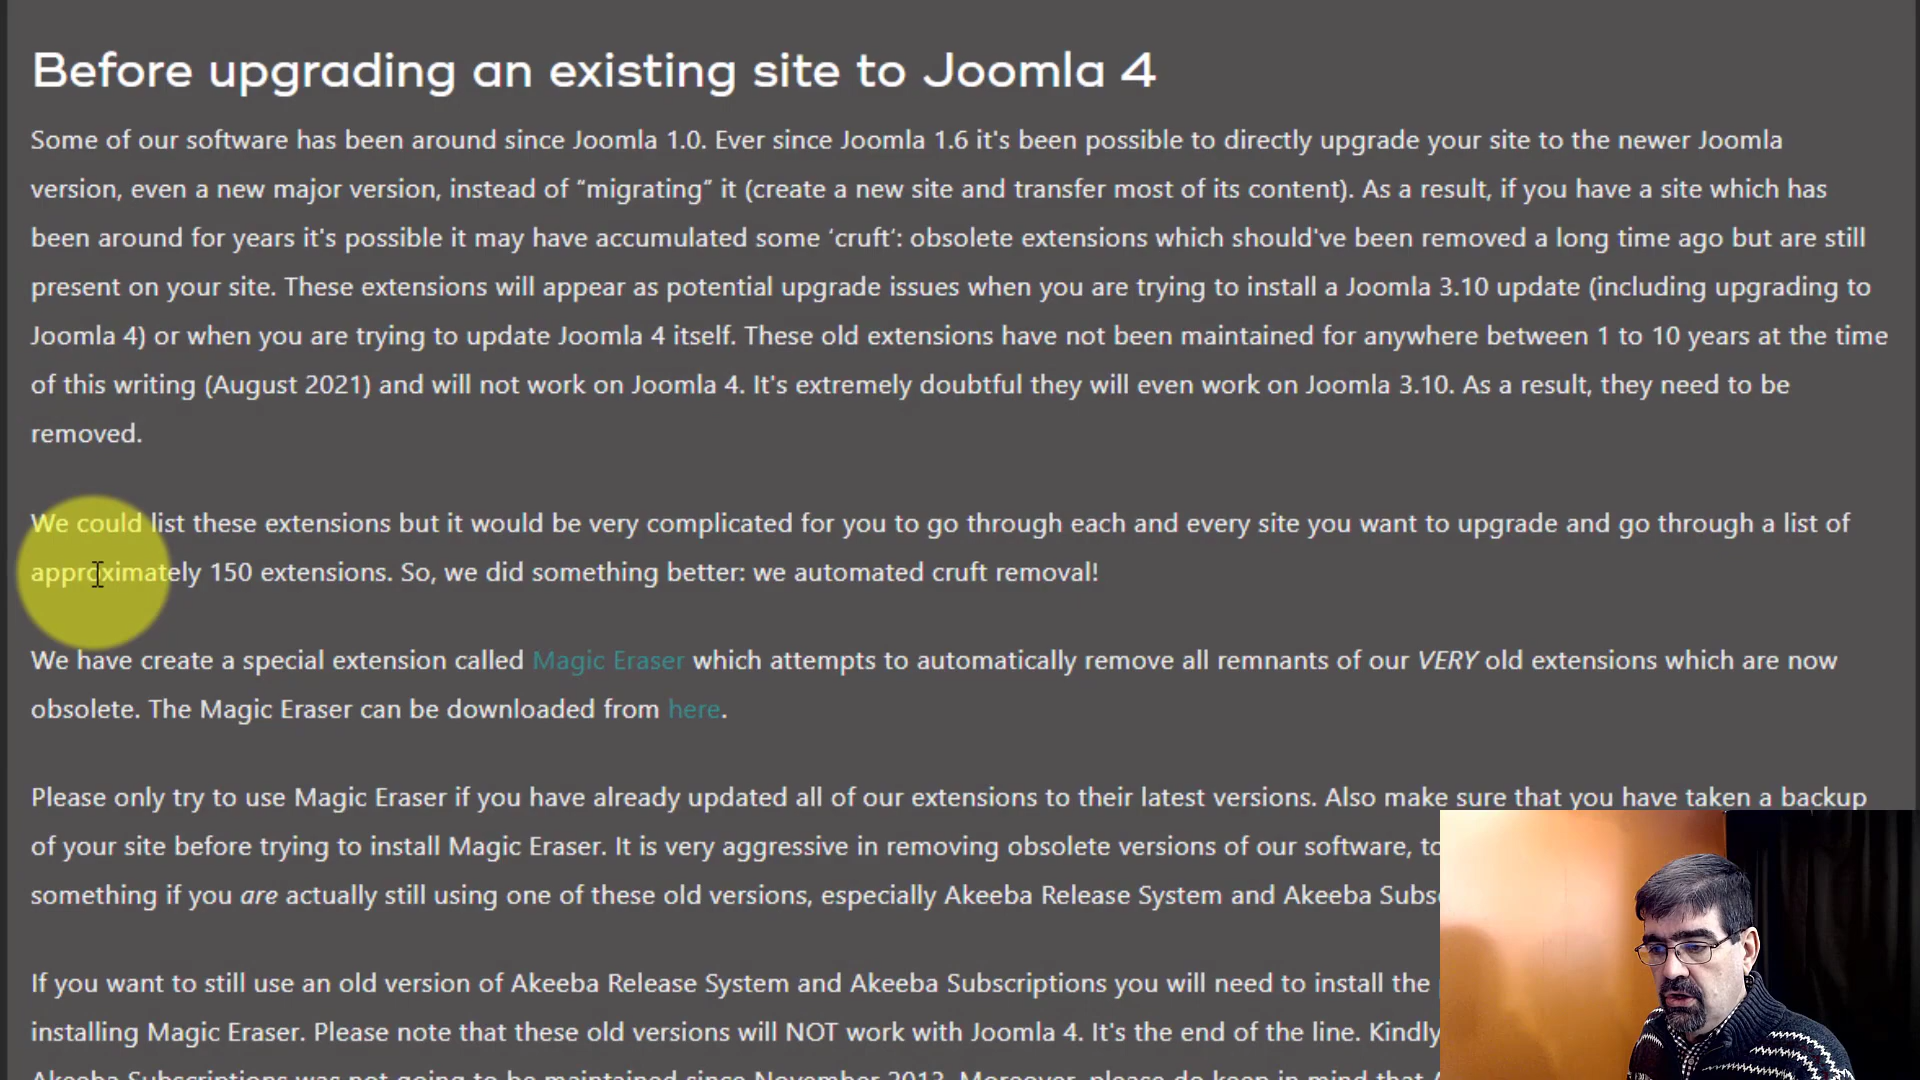 Before upgrading an existing site to Joomla 4
Some of our software has been around since Joomla 1.0. Ever since Joomla 1.6 it's been possible to directly upgrade your site to the newer Joomla
version, even a new major version, instead of “migrating” it (create a new site and transfer most of its content). As a result, if you have a site which has
been around for years it's possible it may have accumulated some ‘cruft‘: obsolete extensions which should've been removed a long time ago but are still
present on your site. These extensions will appear as potential upgrade issues when you are trying to install a Joomla 3.10 update (including upgrading to
Joomla 4) or when you are trying to update Joomla 4 itself. These old extensions have not been maintained for anywhere between 1 to 10 years at the time
of this writing (August 2021) and will not work on Joomla 4. It's extremely doubtful they will even work on Joomla 3.10. As a result, they need to be
removed.
We could list these extensions but it would be very complicated for you to go through each and every site you want to upgrade and go through a list of
approximately 150 extensions. So, we did something better: we automated cruft removal!
We have create a special extension called Magic Eraser which attempts to automatically remove all remnants of our VERY old extensions which are now
obsolete. The Magic Eraser can be downloaded from here.
Please only try to use Magic Eraser if you have already updated all of our extensions to their latest versions. Also make sure that you have taken a backup
of your site before trying to install Magic Eraser. It is very aggressive in removing obsolete versions of our software,
something if you are actually still using one of these old versions, especially Akeeba Release System and Akeeba
If you want to still use an old version of Akeeba Release System and Akeeba Subscriptions you will need to install the
installing Magic Eraser. Please note that these old versions will NOT work with Joomla 4. It's the end of the line. Kindly
Akeeba Subscriptions was not going to be maintained since November 2013. Moreover, please do keep in mind that